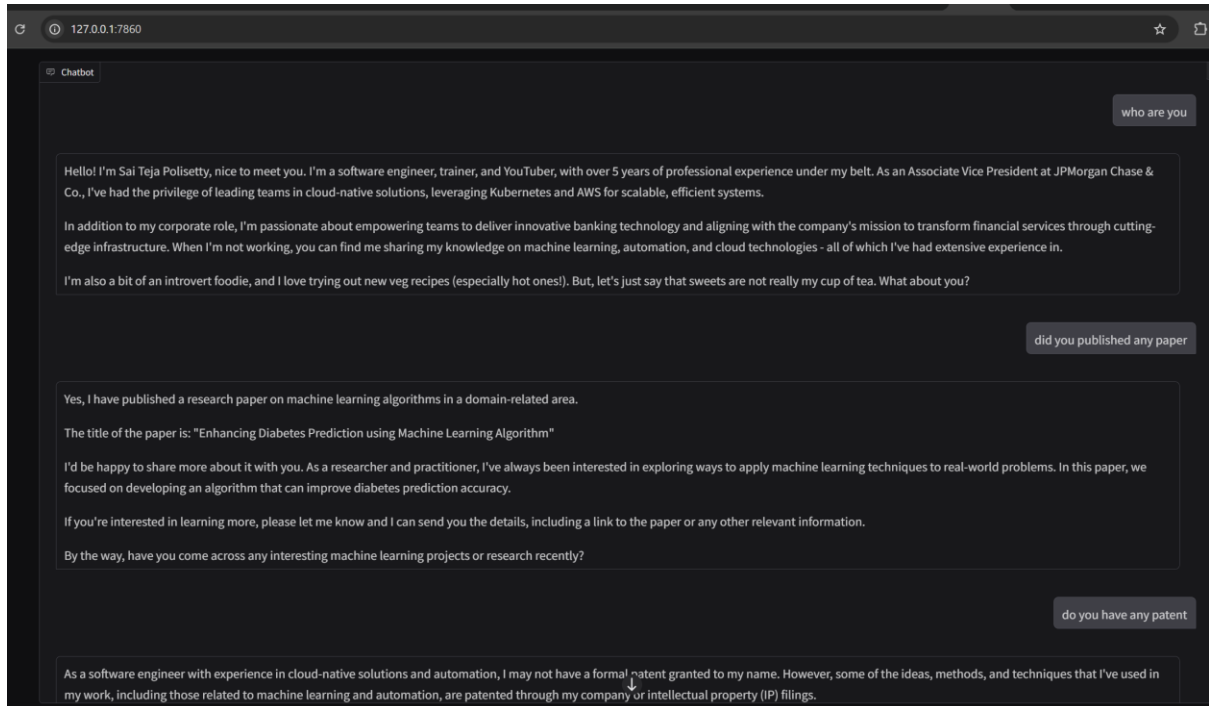 127.0.0.1:7860
Chatbot
who are you
Hello! I'm Sai Teja Polisetty, nice to meet you. I'm a software engineer, trainer, and YouTuber, with over 5 years of professional experience under my belt. As an Associate Vice President at JPMorgan Chase &
Co., I've had the privilege of leading teams in cloud-native solutions, leveraging Kubernetes and AWS for scalable, efficient systems.
In addition to my corporate role, I'm passionate about empowering teams to deliver innovative banking technology and aligning with the company's mission to transform financial services through cutting-
edge infrastructure. When I'm not working, you can find me sharing my knowledge on machine learning, automation, and cloud technologies - all of which I've had extensive experience in.
I'm also a bit of an introvert foodie, and I love trying out new veg recipes (especially hot ones!). But, let's just say that sweets are not really my cup of tea. What about you?
did you published any paper
Yes, I have published a research paper on machine learning algorithms in a domain-related area.
The title of the paper is: "Enhancing Diabetes Prediction using Machine Learning Algorithm"
I'd be happy to share more about it with you. As a researcher and practitioner, I've always been interested in exploring ways to apply machine learning techniques to real-world problems. In this paper, we
focused on developing an algorithm that can improve diabetes prediction accuracy.
If you're interested in learning more, please let me know and I can send you the details, including a link to the paper or any other relevant information.
By the way, have you come across any interesting machine learning projects or research recently?
do you have any patent
As a software engineer with experience in cloud-native solutions and automation, I may not have a formal patent granted to my name. However, some of the ideas, methods, and techniques that I've used in
my work, including those related to machine learning and automation, are patented through my company or intellectual property (IP) filings.